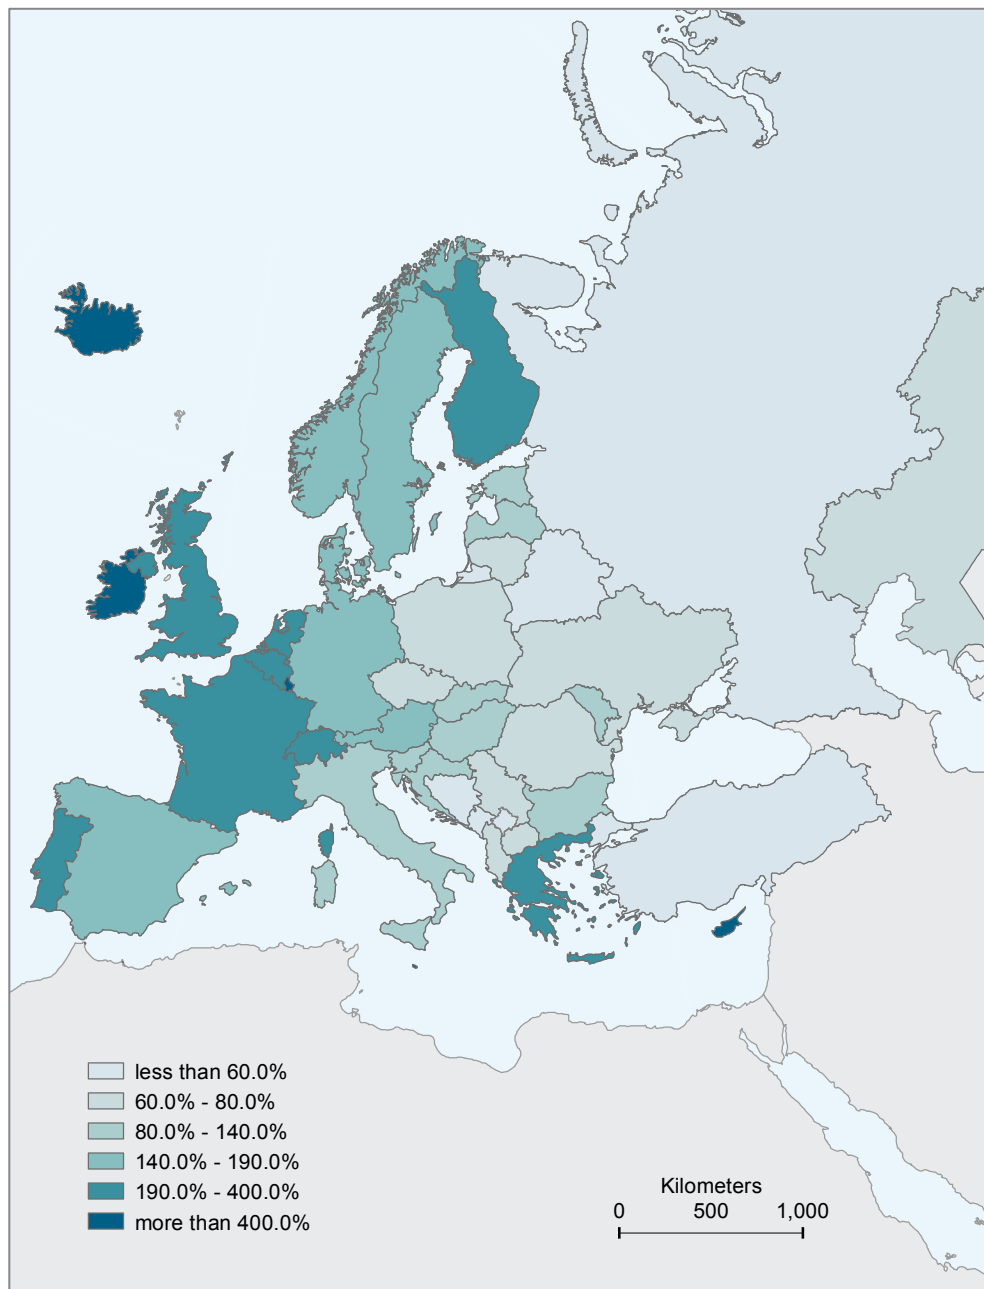 less than 60.0%
60.0% - 80.0%
80.0% - 140.0%
140.0% - 190.0%
190.0% - 400.0%
more than 400.0%
Kilometers
0 500 1,000